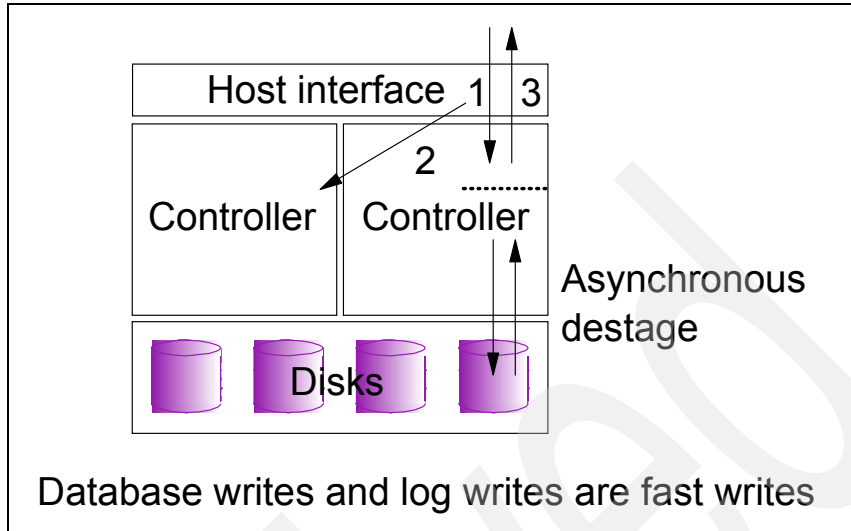 Host interface 1 3
2
Controller Controller
Asynchronous
destage
Disks
Database writes and log writes are fast writes